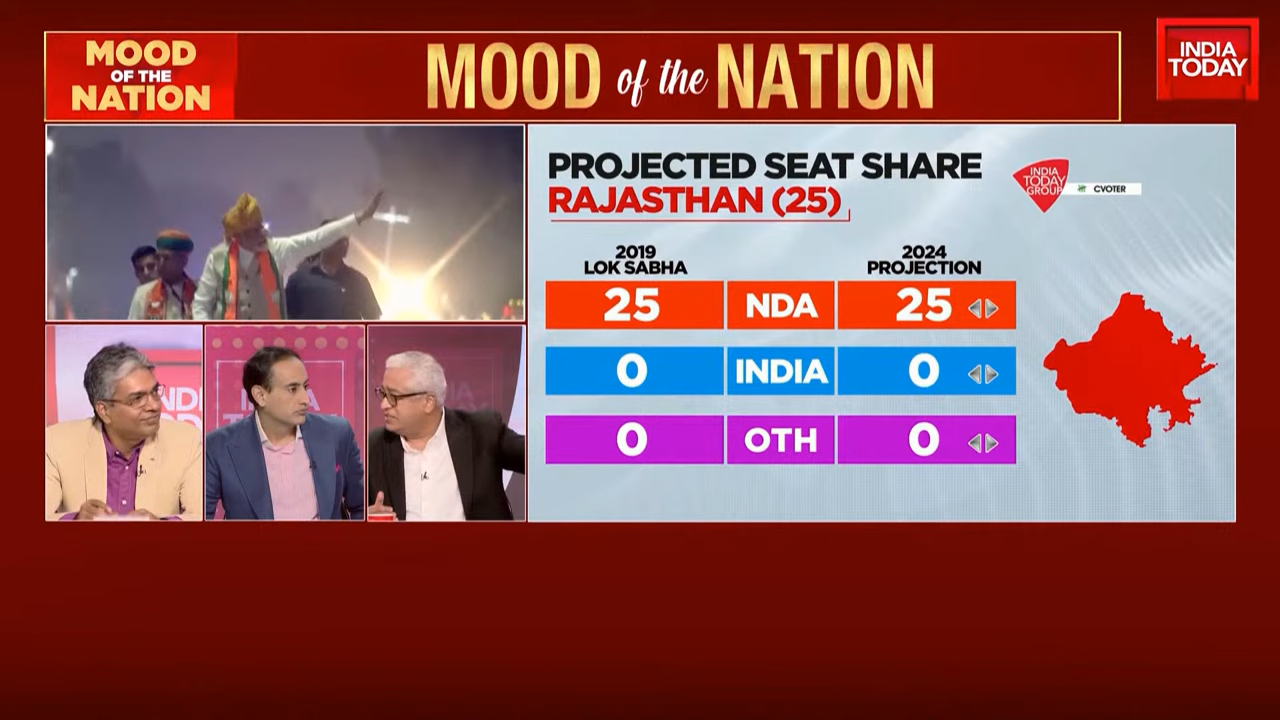 MOOD
OF THE
NATION
MOOD of the NATION
INDIA
TODAY
PROJECTED SEAT SHARE
RAJASTHAN (25)
INDIA
TODAY
GROUP
CVOTER
2019
LOK SABHA
2024
PROJECTION
25 NDA 25
0 INDIA 0
0 OTH 0